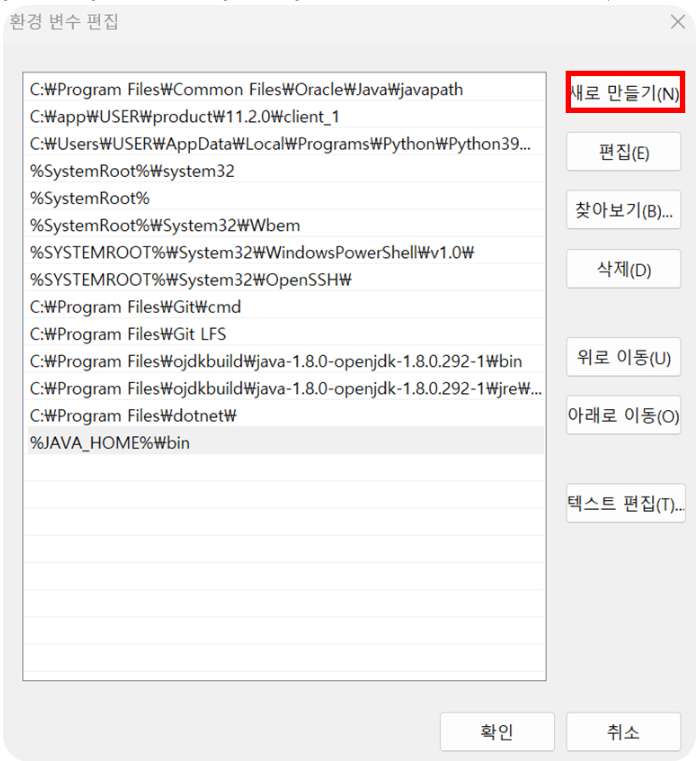 환경 변수 편집
C:₩Program Files₩Common Files₩Oracle₩Java₩javapath
C:₩app₩USER₩product₩11.2.0₩client_1
C:₩Users₩USER₩AppData₩Local₩Programs₩Python₩Python39...
%SystemRoot%₩system32
%SystemRoot%
%SystemRoot%₩System32₩Wbem
%SYSTEMROOT%₩System32₩WindowsPowerShell₩v1.0₩
%SYSTEMROOT%₩System32₩OpenSSH₩
C:₩Program Files₩Git₩cmd
C:₩Program Files₩Git LFS
C:₩Program Files₩ojdkbuild₩java-1.8.0-openjdk-1.8.0.292-1₩bin
C:₩Program Files₩ojdkbuild₩java-1.8.0-openjdk-1.8.0.292-1₩jre₩...
C:₩Program Files₩dotnet₩
%JAVA_HOME%₩bin
새로 만들기(N)
편집(E)
찾아보기(B)...
삭제(D)
위로 이동(U)
아래로 이동(O)
텍스트 편집(T)...
확인
취소